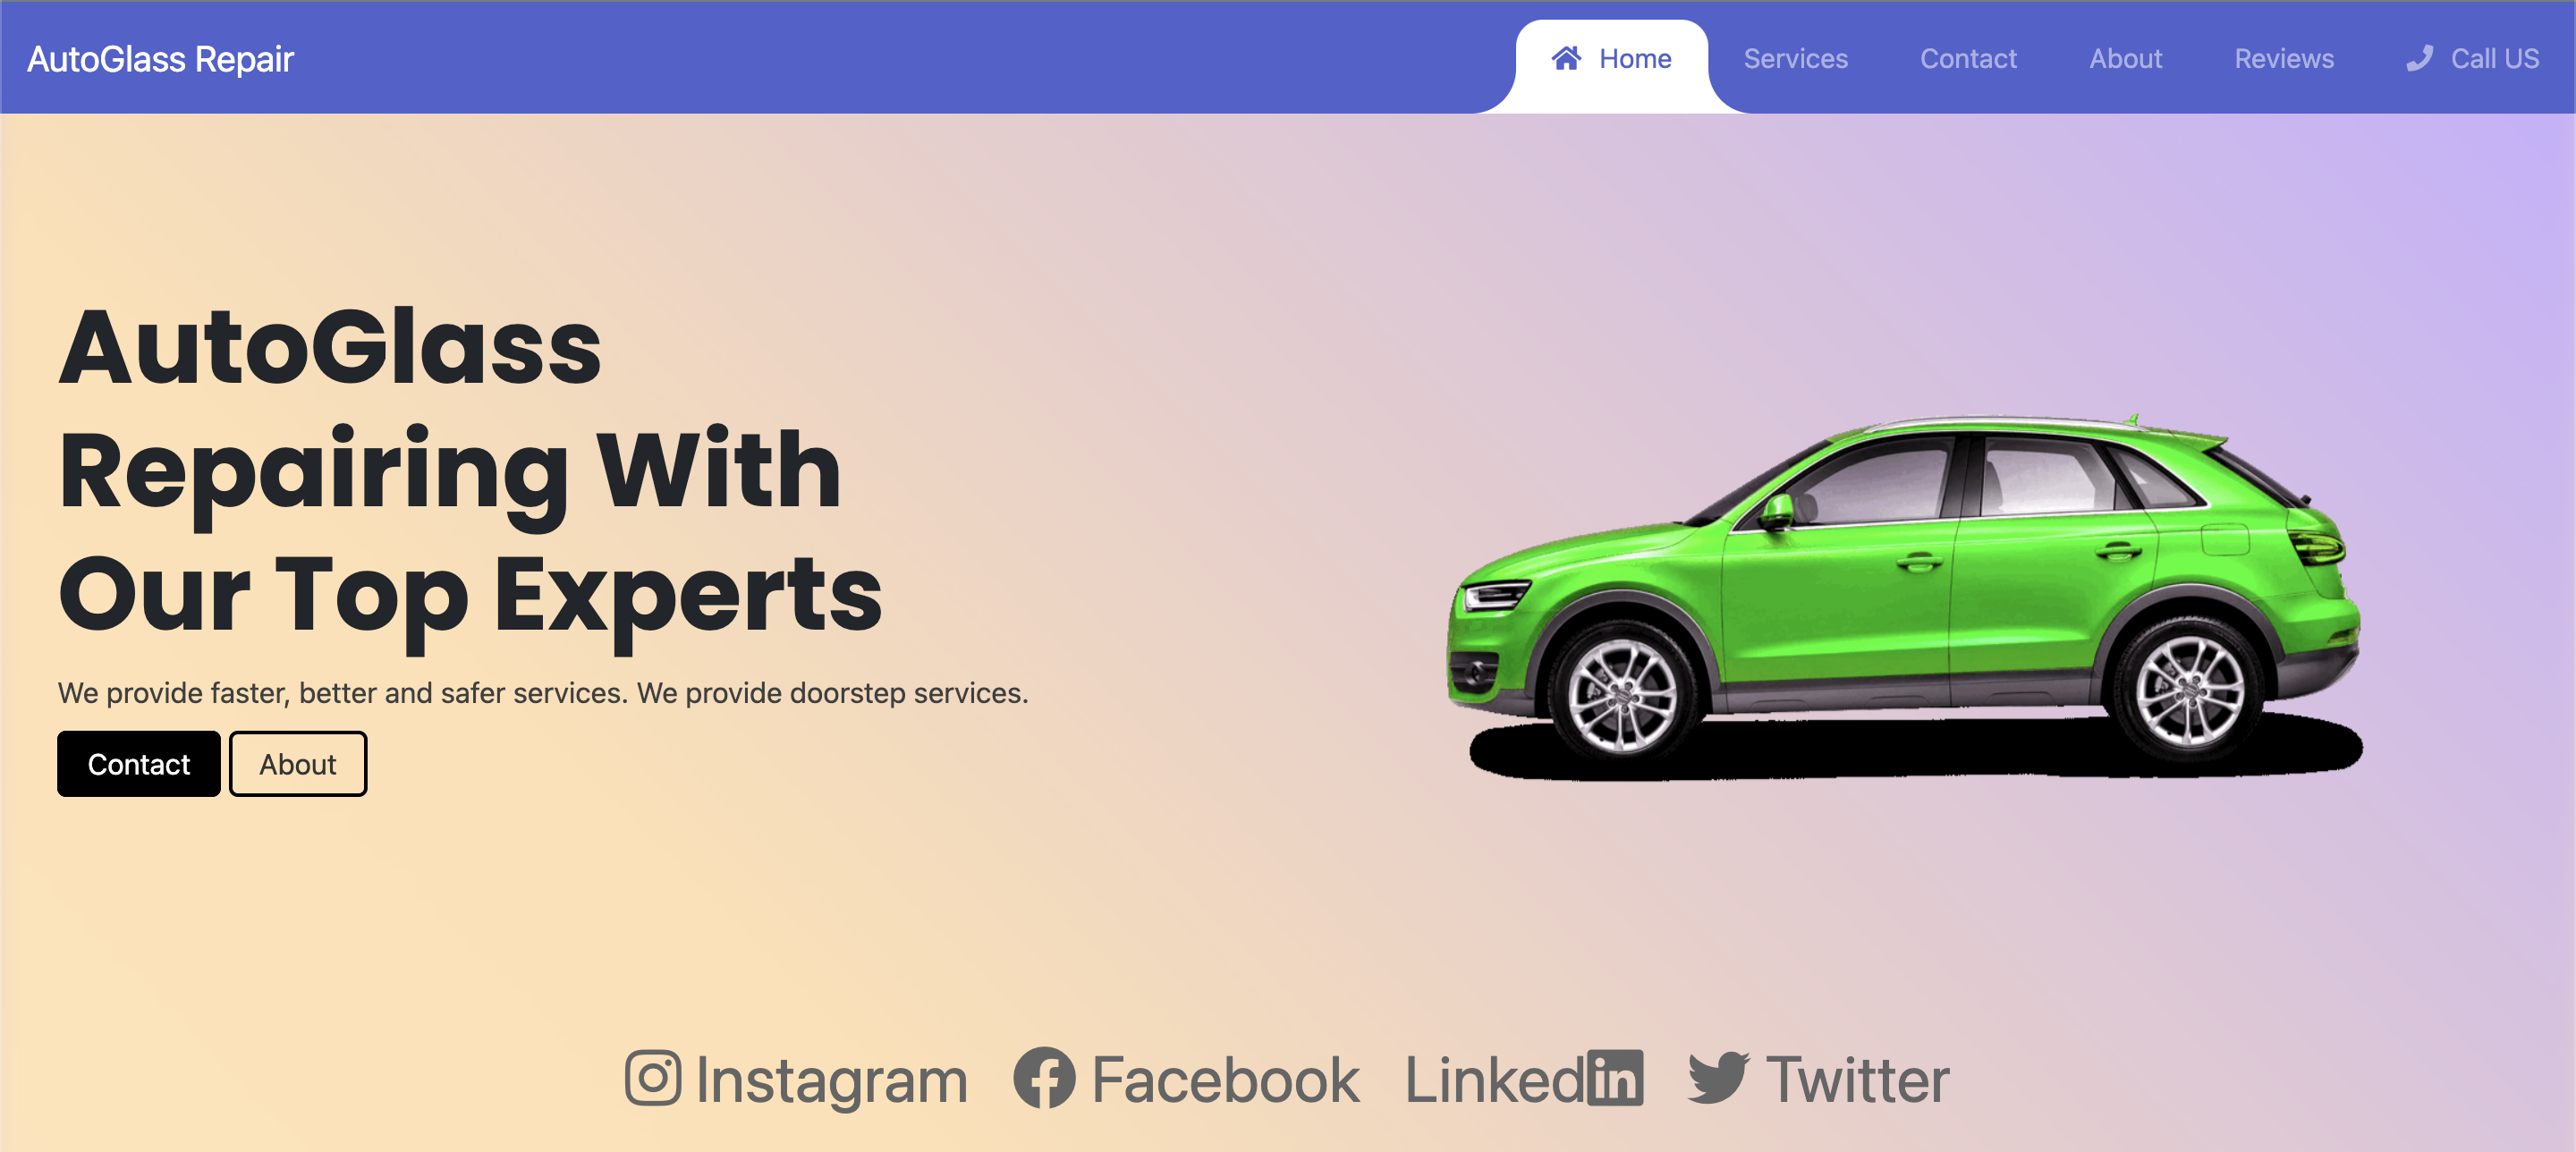 AutoGlass Repair
Home
Services
Contact
About
Reviews
Call US
AutoGlass
Repairing With
Our Top Experts
We provide faster, better and safer services. We provide doorstep services.
Contact
About
Instagram
Facebook
Linkedin
Twitter